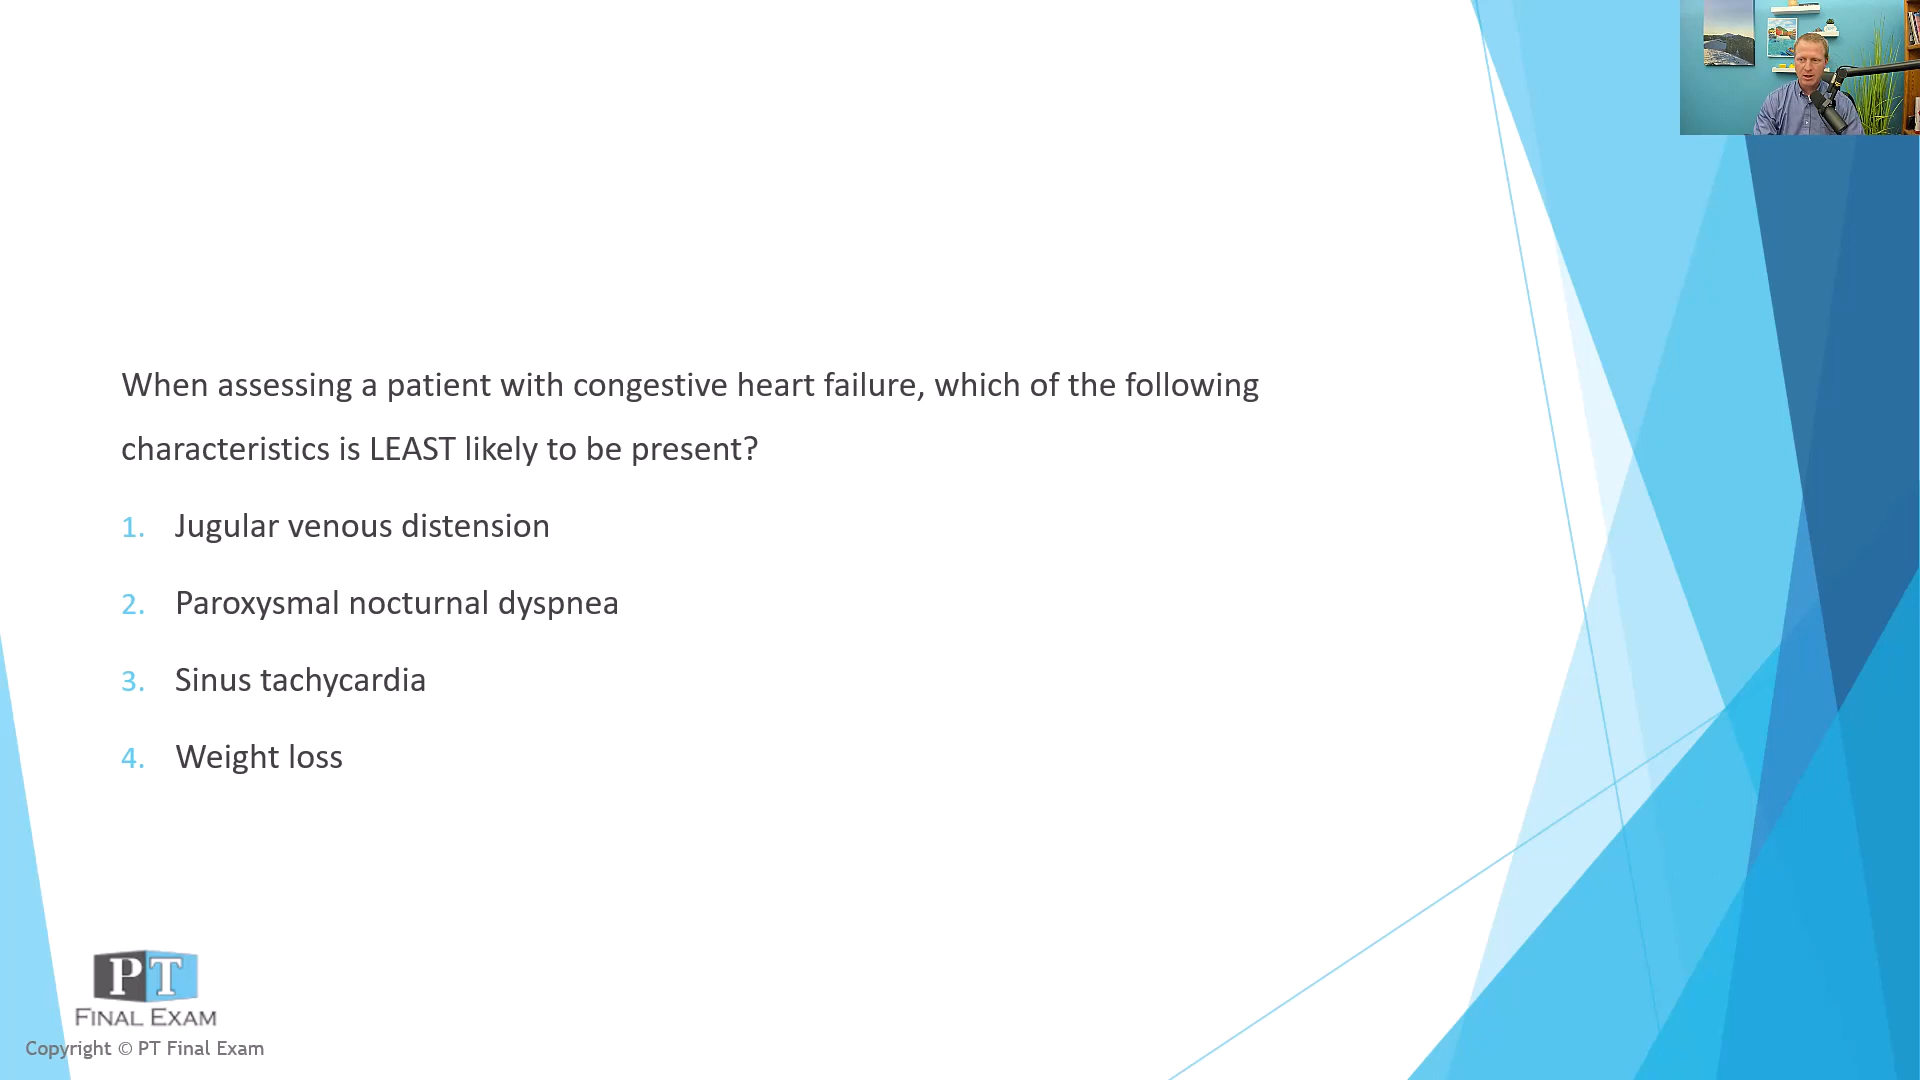 When assessing a patient with congestive heart failure, which of the following
characteristics is LEAST likely to be present?
1. Jugular venous distension
2. Paroxysmal nocturnal dyspnea
3. Sinus tachycardia
4. Weight loss
PT
FINAL EXAM
Copyright © PT Final Exam